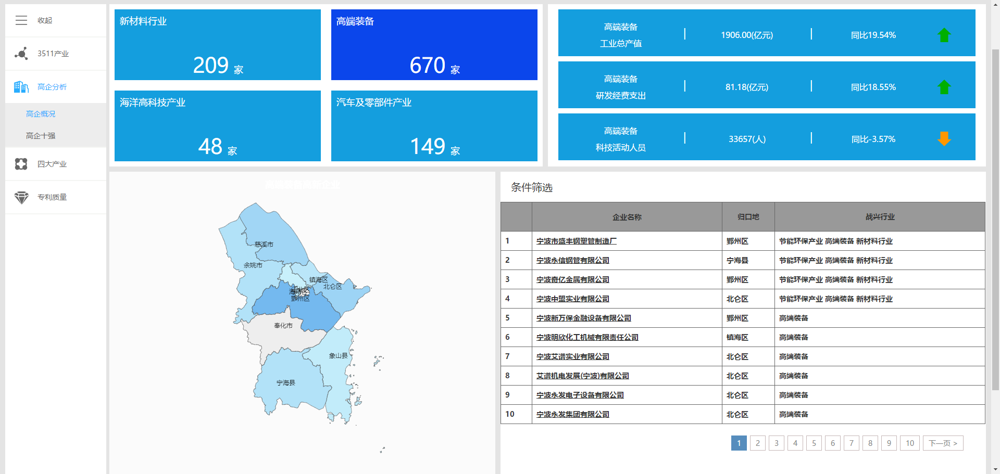 收起
3511产业
高企分析
高企概况
高企十强
四大产业
专利质量
新材料行业
209 家
高端装备
670 家
海洋高科技产业
48 家
汽车及零部件产业
149 家
高端装备
工业总产值
1906.00(亿元)
同比19.54%
高端装备
研发经费支出
81.18(亿元)
同比18.55%
高端装备
科技活动人员
33657(人)
同比-3.57%
慈溪市
余姚市
镇海区
北仑区
鄞州区
奉化市
象山县
宁海县
条件筛选
企业名称 归口地 战兴行业
1 宁波市盛丰钢塑管制造厂 鄞州区 节能环保产业 高端装备 新材料行业
2 宁波永信钢管有限公司 宁海县 节能环保产业 高端装备 新材料行业
3 宁波奇亿金属有限公司 鄞州区 节能环保产业 高端装备 新材料行业
4 宁波中盟实业有限公司 北仑区 节能环保产业 高端装备 新材料行业
5 宁波新万保金融设备有限公司 鄞州区 高端装备
6 宁波明欣化工机械有限责任公司 镇海区 高端装备
7 宁波艾谱实业有限公司 北仑区 高端装备
8 艾谱机电发展(宁波)有限公司 北仑区 高端装备
9 宁波永发电子设备有限公司 北仑区 高端装备
10 宁波永发集团有限公司 北仑区 高端装备
1 2 3 4 5 6 7 8 9 10 下一页 >